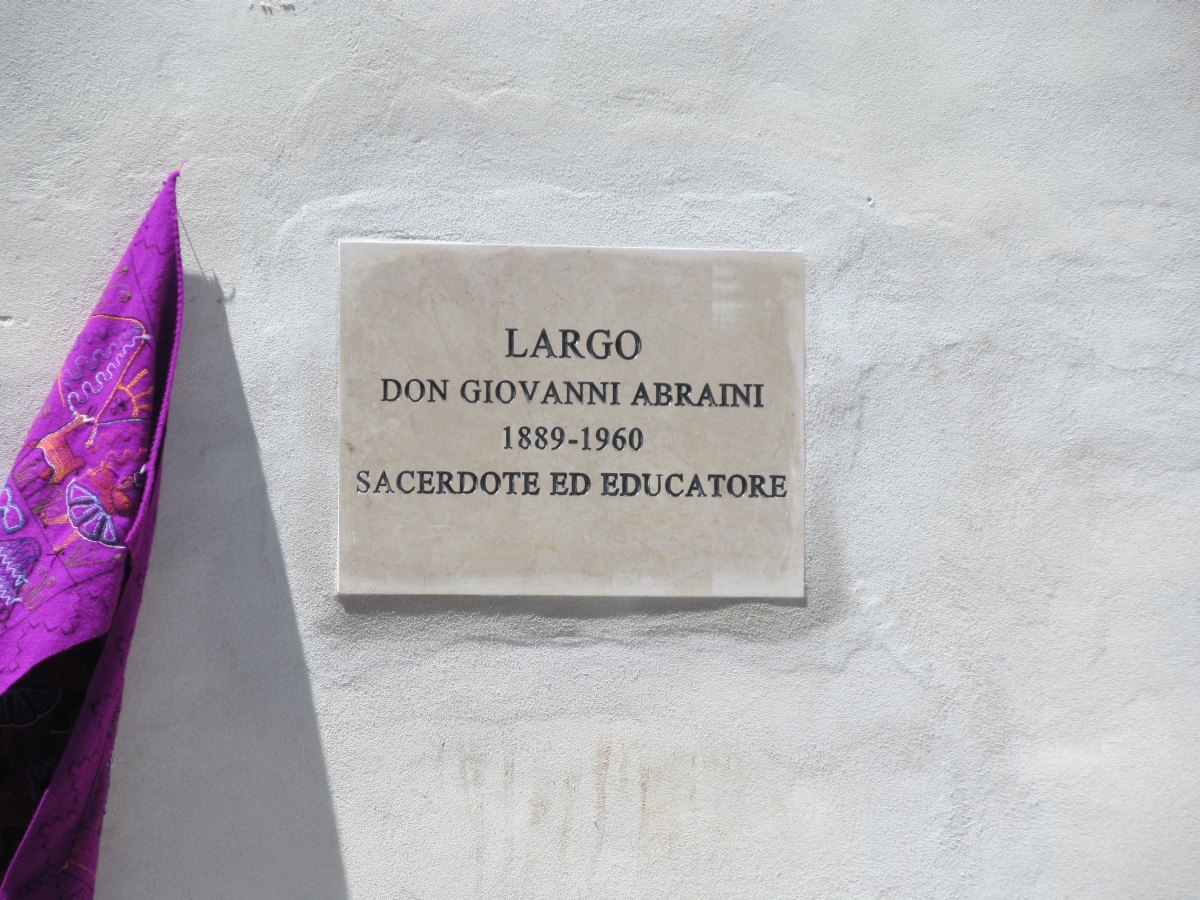 LARGO
DON GIOVANNI ABRAINI
1889-1960
SACERDOTE ED EDUCATORE